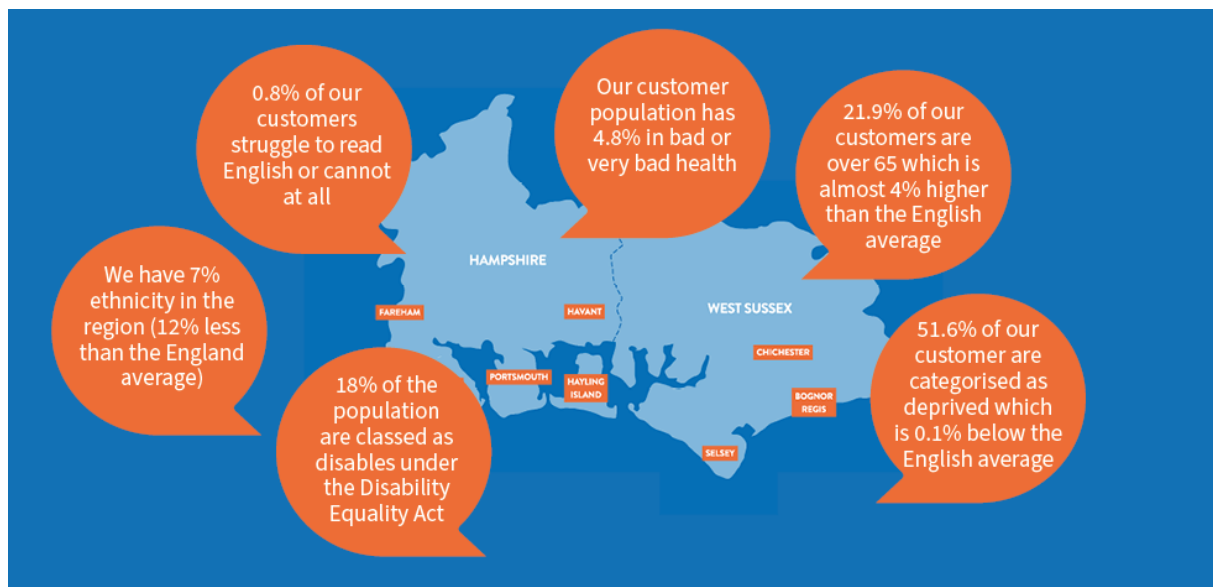 0.8% of our
customers
struggle to read
English or cannot
at all
Our customer
population has
4.8% in bad or
very bad health
21.9% of our
customers are
over 65 which is
almost 4% higher
than the English
average
We have 7%
ethnicity in the
region (12% less
than the England
average)
18% of the
population
are classed as
disables under
the Disability
Equality Act
51.6% of our
customer are
categorised as
deprived which
is 0.1% below the
English average
HAMPSHIRE
WEST SUSSEX
FAREHAM
HAVANT
PORTSMOUTH
HAYLING
ISLAND
CHICHESTER
BOGNOR
REGIS
SELSEY